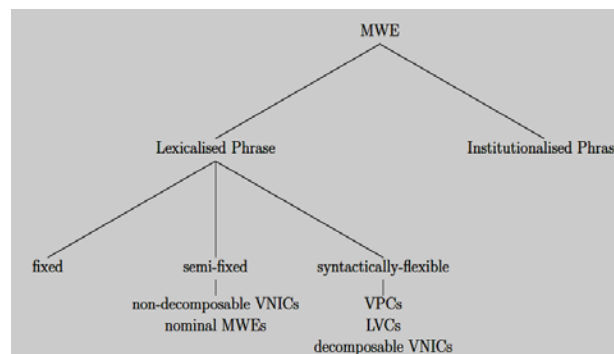 MWE
Lexicalised Phrase Institutionalised Phras
fixed semi-fixed syntactically-flexible
non-decomposable VNICs VPCs
nominal MWEs LVCs
decomposable VNICs